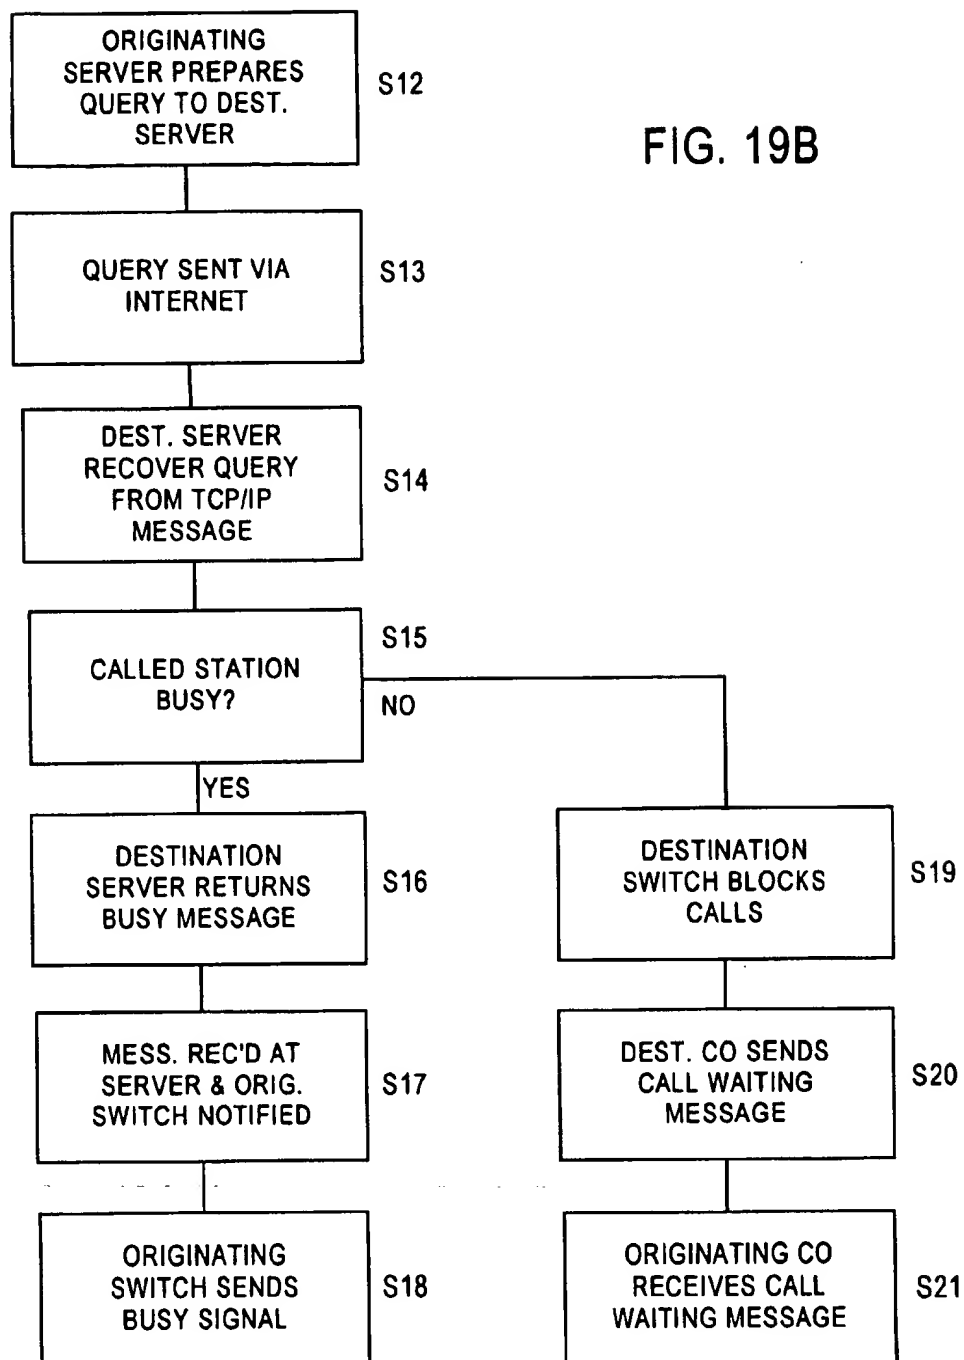 FIG. 19B
ORIGINATING
SERVER PREPARES
QUERY TO DEST.
SERVER
S12
QUERY SENT VIA
INTERNET
S13
DEST. SERVER
RECOVER QUERY
FROM TCP/IP
MESSAGE
S14
CALLED STATION
BUSY?
S15
NO
YES
DESTINATION
SERVER RETURNS
BUSY MESSAGE
S16
MESS. REC'D AT
SERVER & ORIG.
SWITCH NOTIFIED
S17
ORIGINATING
SWITCH SENDS
BUSY SIGNAL
S18
DESTINATION
SWITCH BLOCKS
CALLS
S19
DEST. CO SENDS
CALL WAITING
MESSAGE
S20
ORIGINATING CO
RECEIVES CALL
WAITING MESSAGE
S21